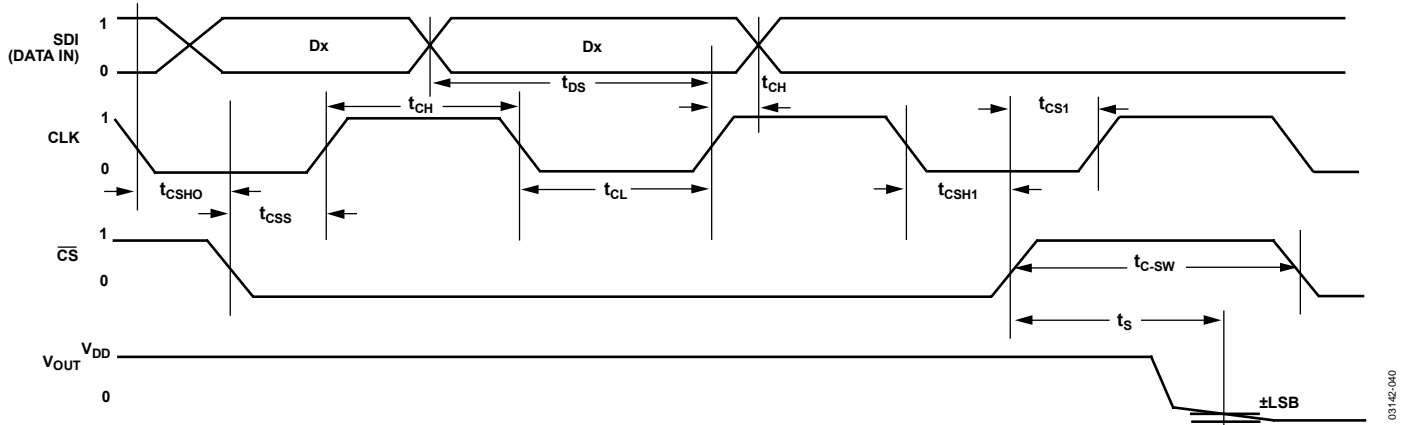 SDI
(DATA IN)
1
0
Dx
Dx
tDS
tCH
tCH
tCS1
CLK
1
0
tCSHO
tCSS
tCL
tCSH1
CS
1
0
tC-SW
tS
VOUT
VDD
0
±LSB
03142-040